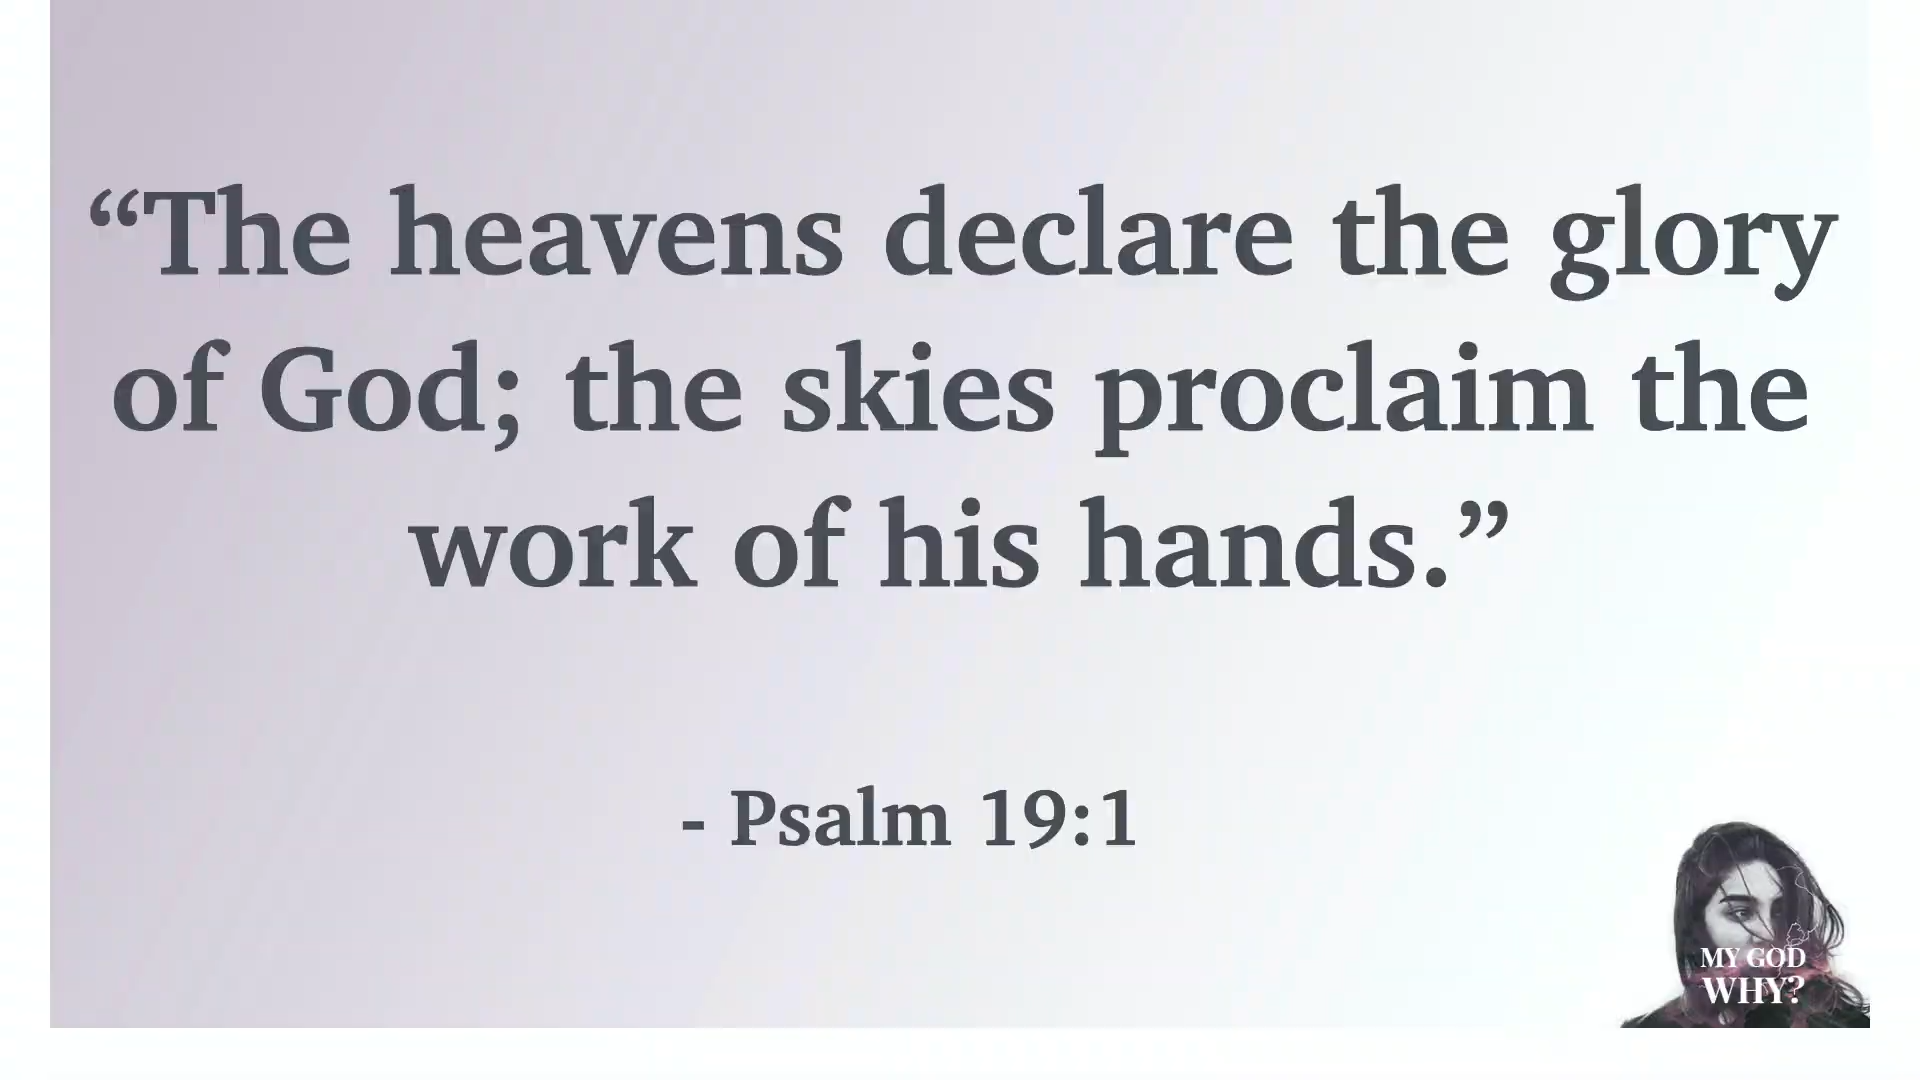 “The heavens declare the glory
of God; the skies proclaim the
work of his hands.”
- Psalm 19:1
MY GOD
WHY?